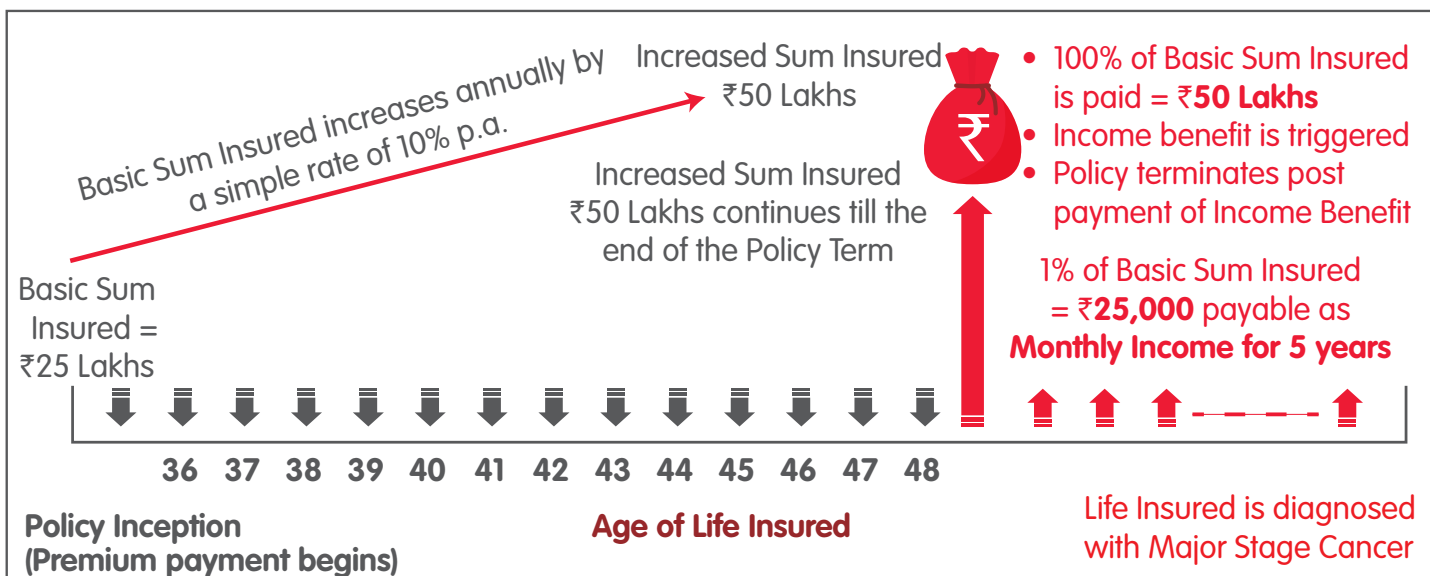 Basic Sum Insured increases annually by
a simple rate of 10% p.a.
Increased Sum Insured
₹50 Lakhs
Increased Sum Insured
₹50 Lakhs continues till the
end of the Policy Term
Basic Sum
Insured =
₹25 Lakhs
₹
• 100% of Basic Sum Insured
is paid = ₹50 Lakhs
• Income benefit is triggered
• Policy terminates post
payment of Income Benefit
1% of Basic Sum Insured
= ₹25,000 payable as
Monthly Income for 5 years
36 37 38 39 40 41 42 43 44 45 46 47 48
Policy Inception
(Premium payment begins)
Age of Life Insured
Life Insured is diagnosed
with Major Stage Cancer